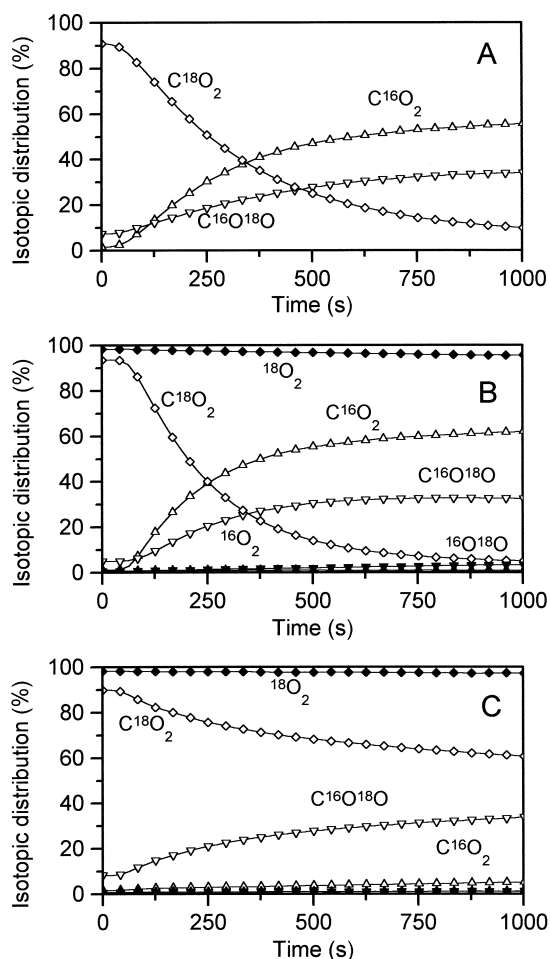 Isotopic distribution (%)
100
80
60
40
20
0
A
C¹⁸O₂
C¹⁶O₂
C¹⁶O¹⁸O
0 250 500 750 1000
Time (s)
Isotopic distribution (%)
100
80
60
40
20
0
¹⁸O₂
B
C¹⁸O₂
C¹⁶O₂
C¹⁶O¹⁸O
¹⁶O₂
¹⁶O¹⁸O
0 250 500 750 1000
Time (s)
Isotopic distribution (%)
100
80
60
40
20
0
¹⁸O₂
C
C¹⁸O₂
C¹⁶O¹⁸O
C¹⁶O₂
0 250 500 750 1000
Time (s)